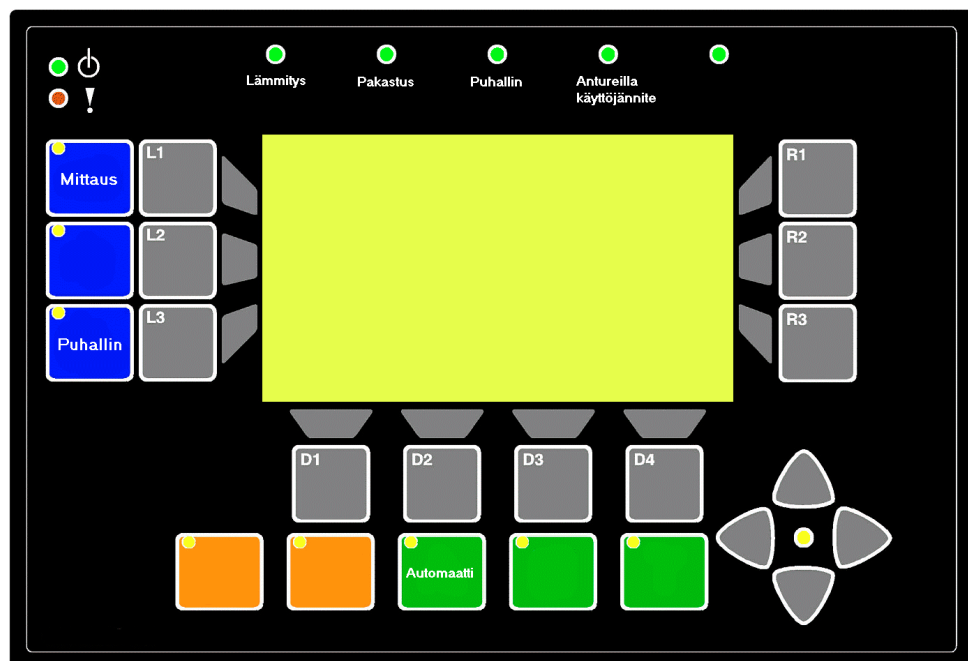 Lämmitys
Pakastus
Puhallin
Antureilla
käyttöjännite
!
Mittaus
L1
R1
L2
R2
Puhallin
L3
R3
D1
D2
D3
D4
Automaatti